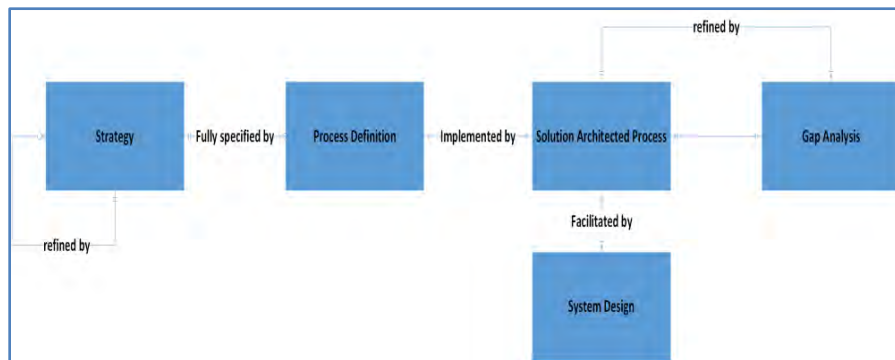 refined by
Strategy
Fully specified by
Process Definition
Implemented by
Solution Architected Process
Gap Analysis
Facilitated by
refined by
System Design